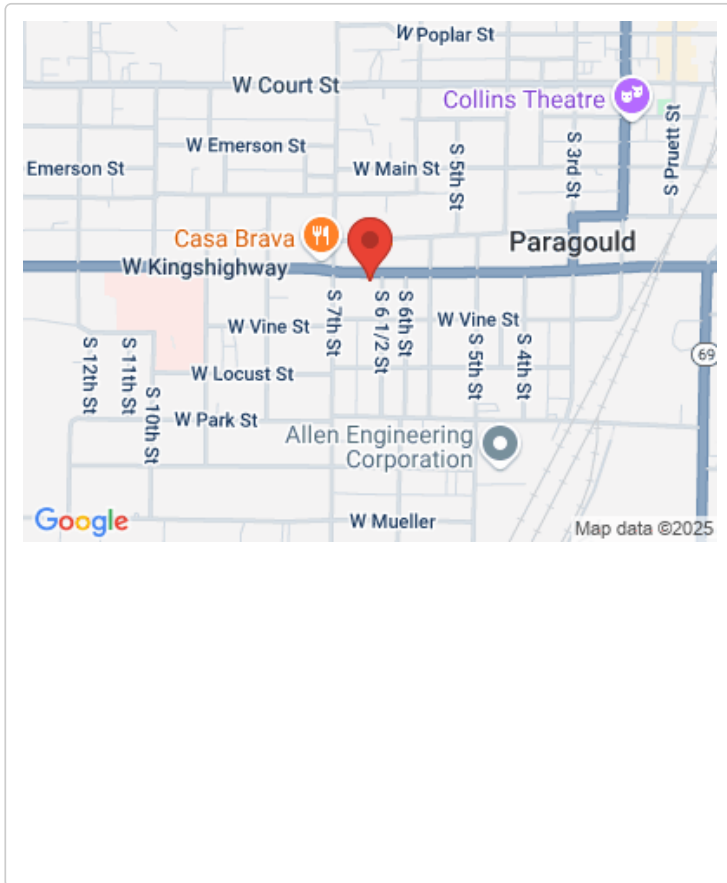 W Poplar St
W Court St
Collins Theatre
W Emerson St
Emerson St
W Main St
S 5th St
S 3rd St
S Pruett St
Casa Brava
Paragould
W Kingshighway
S 7th St
S 6 1/2 St
S 6th St
W Vine St
W Vine St
S 5th St
S 4th St
69
S 12th St
S 11th St
S 10th St
W Locust St
W Park St
Allen Engineering
Corporation
W Mueller
Google
Map data ©2025